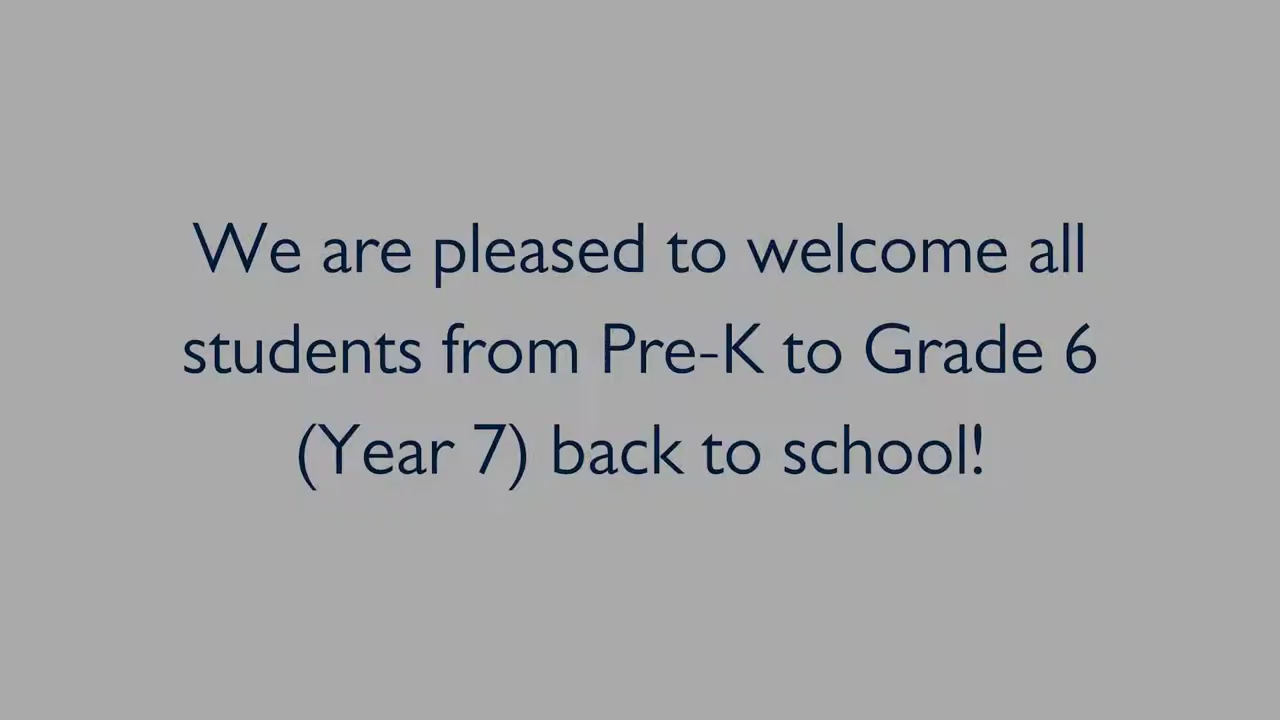 We are pleased to welcome all
students from Pre-K to Grade 6
(Year 7) back to school!